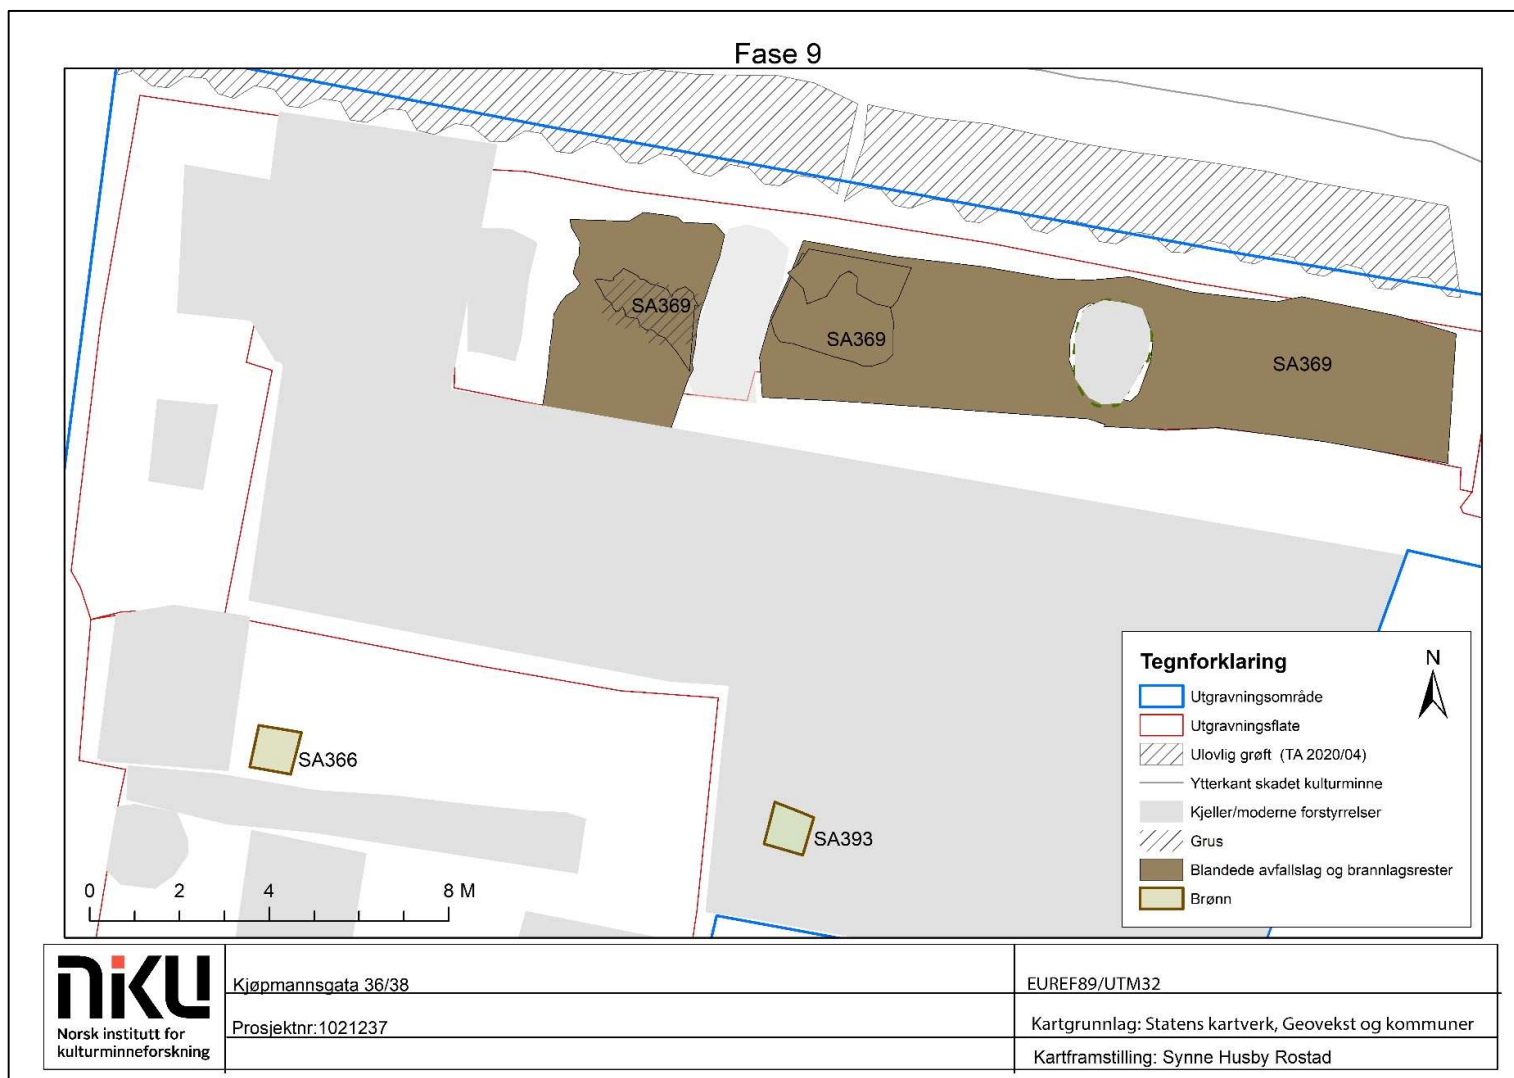 Fase 9
SA369
SA369
SA369
SA366
SA393
0 2 4 8 M
Tegnforklaring
N
Utgravningsområde
Utgravningsflate
Ulovlig grøft (TA 2020/04)
Ytterkant skadet kulturminne
Kjeller/moderne forstyrrelser
Grus
Blandede avfallslag og brannlagsrester
Brønn
NIKU
Norsk institutt for
kulturminneforskning
Kjøpmannsgata 36/38
Prosjektnr:1021237
EUREF89/UTM32
Kartgrunnlag: Statens kartverk, Geovekst og kommuner
Kartframstilling: Synne Husby Rostad